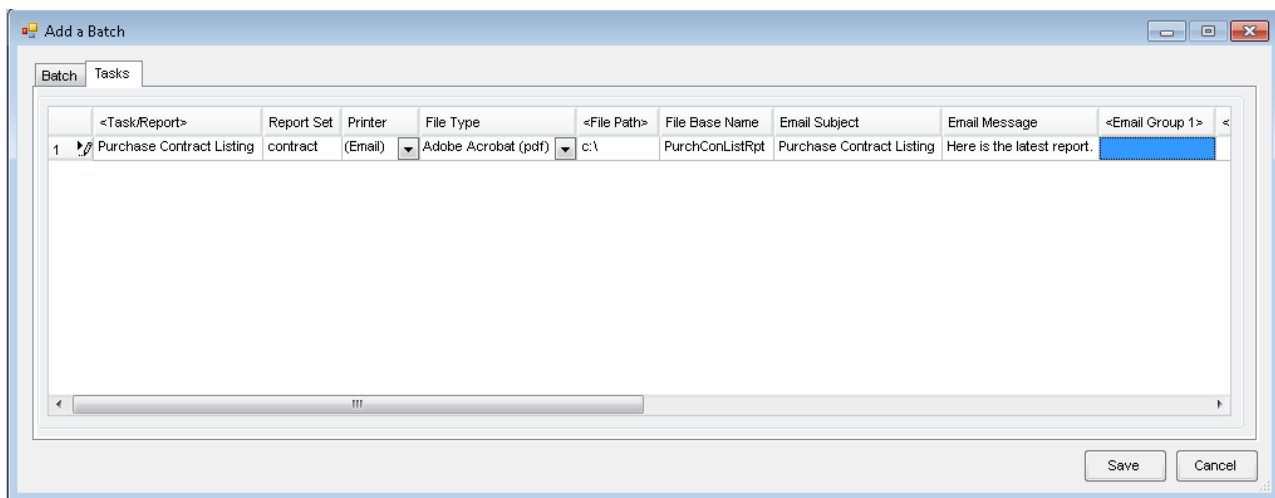 Add a Batch
Batch Tasks
<Task/Report> Report Set Printer File Type <File Path> File Base Name Email Subject Email Message <Email Group 1> <
1 Purchase Contract Listing contract (Email) Adobe Acrobat (pdf) c:\ PurchConListRpt Purchase Contract Listing Here is the latest report.
Save Cancel